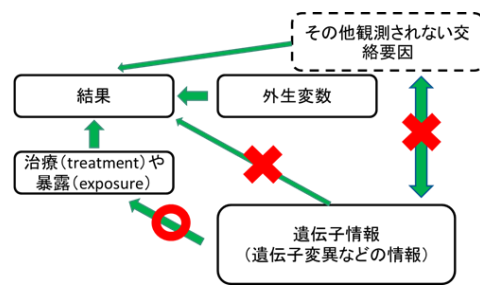 その他観測されない交
絡要因
結果
外生変数
治療（treatment）や
暴露（exposure）
遺伝子情報
（遺伝子変異などの情報）